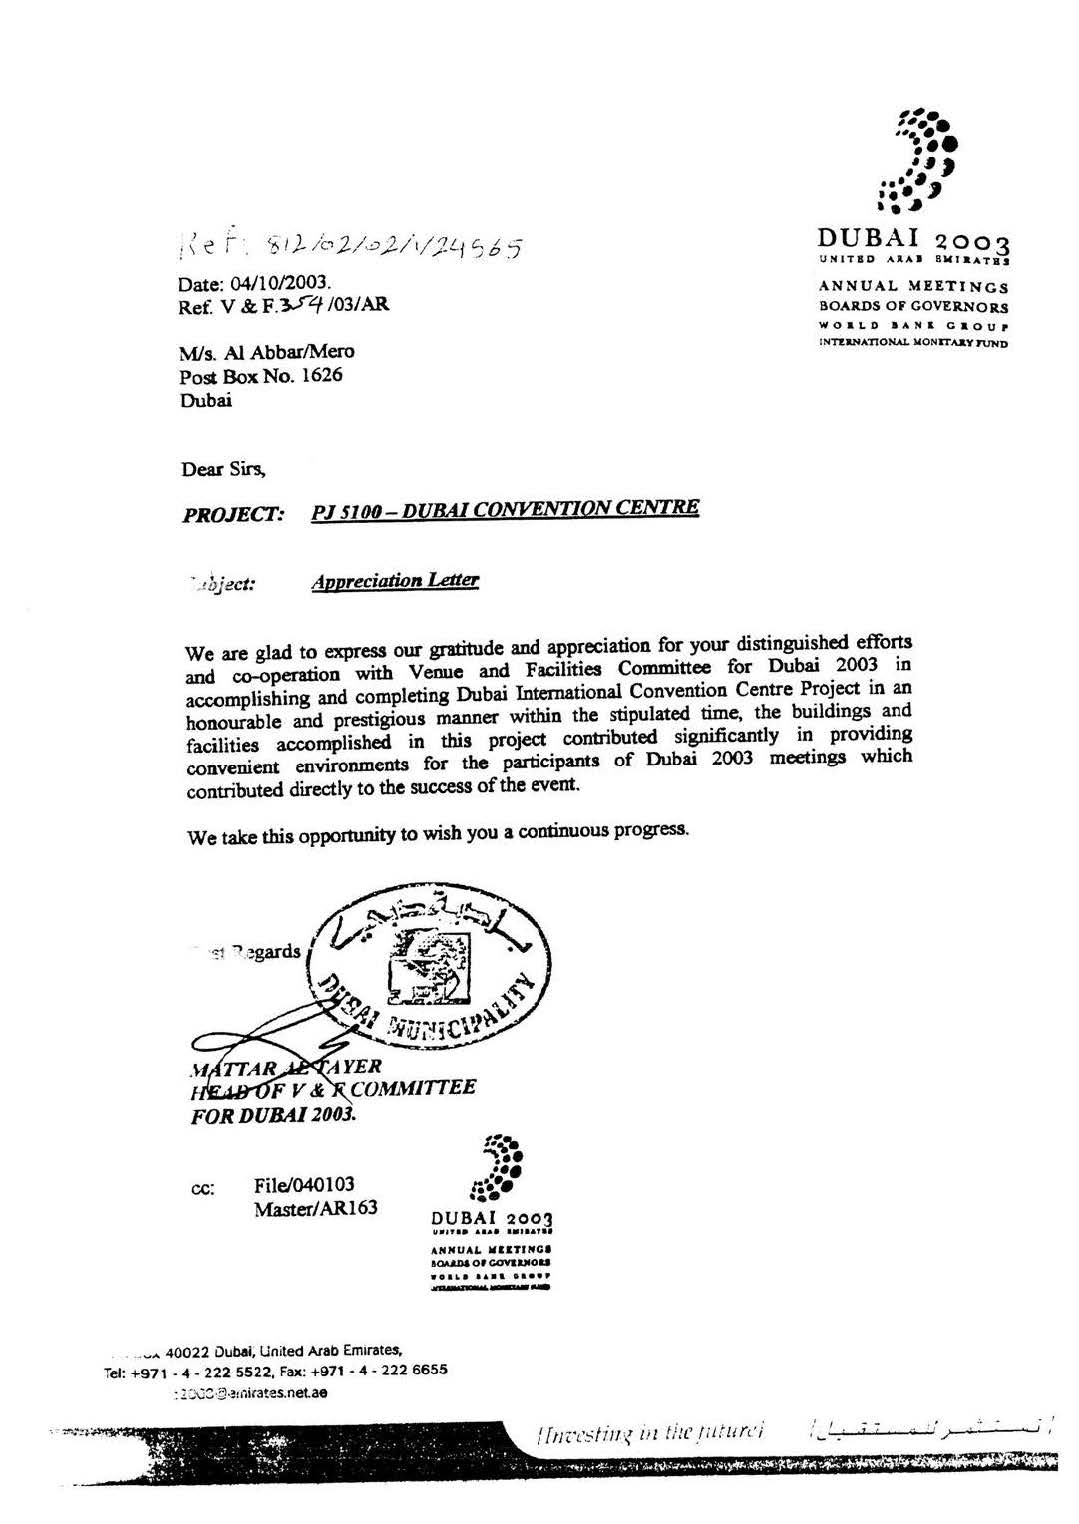 DUBAI 2003
UNITED ARAB EMIRATES
ANNUAL MEETINGS
BOARDS OF GOVERNORS
WORLD BANK GROUP
INTERNATIONAL MONETARY FUND
Ref: 812/02/02/1/24565
Date: 04/10/2003.
Ref. V & F.354/03/AR
M/s. Al Abbar/Mero
Post Box No. 1626
Dubai
Dear Sirs,
PROJECT: PJ 5100 – DUBAI CONVENTION CENTRE
Subject: Appreciation Letter
We are glad to express our gratitude and appreciation for your distinguished efforts
and co-operation with Venue and Facilities Committee for Dubai 2003 in
accomplishing and completing Dubai International Convention Centre Project in an
honourable and prestigious manner within the stipulated time, the buildings and
facilities accomplished in this project contributed significantly in providing
convenient environments for the participants of Dubai 2003 meetings which
contributed directly to the success of the event.
We take this opportunity to wish you a continuous progress.
Best Regards
بلدية دبي
DUBAI MUNICIPALITY
MATTAR AL TAYER
HEAD OF V & F COMMITTEE
FOR DUBAI 2003.
cc: File/040103
Master/AR163
DUBAI 2003
UNITED ARAB EMIRATES
ANNUAL MEETINGS
BOARDS OF GOVERNORS
WORLD BANK GROUP
INTERNATIONAL MONETARY FUND
40022 Dubai, United Arab Emirates,
Tel: +971 - 4 - 222 5522, Fax: +971 - 4 - 222 6655
@emirates.net.ae
[Investing in the future]